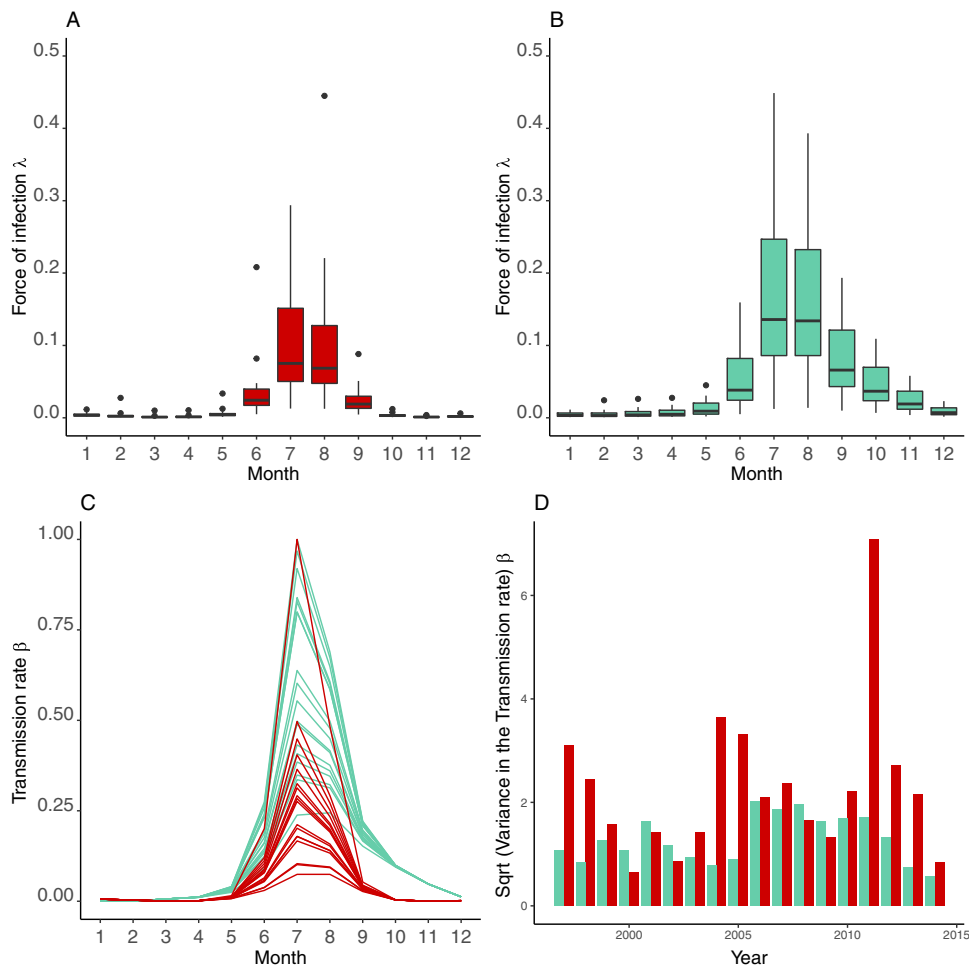 A
Force of infection λ
0.5
0.4
0.3
0.2
0.1
0.0
1 2 3 4 5 6 7 8 9 10 11 12
Month
B
Force of infection λ
0.5
0.4
0.3
0.2
0.1
0.0
1 2 3 4 5 6 7 8 9 10 11 12
Month
C
Transmission rate β
1.00
0.75
0.50
0.25
0.00
1 2 3 4 5 6 7 8 9 10 11 12
Month
D
Sqrt (Variance in the Transmission rate) β
6
4
2
0
2000 2005 2010 2015
Year